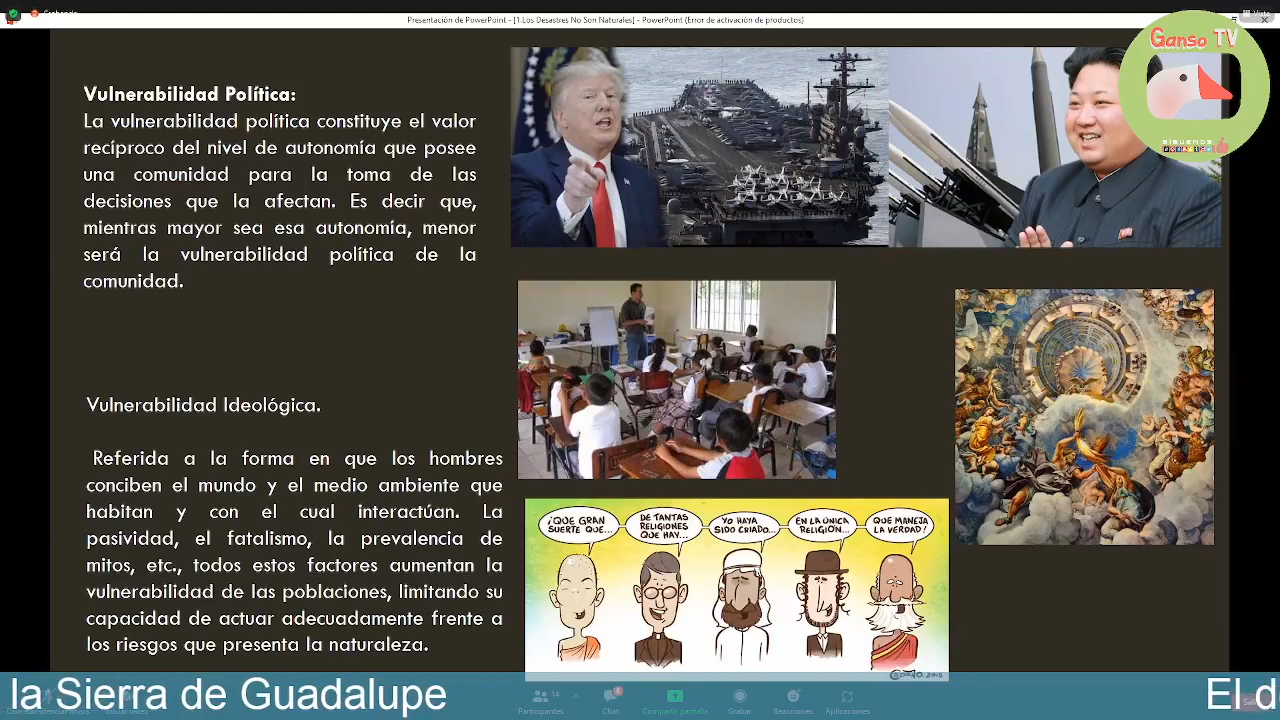 Grabando
Vista
Presentación de PowerPoint - [1.Los Desastres No Son Naturales] - PowerPoint (Error de activación de productos)
Ganso TV
SIGUENOS
Vulnerabilidad Política:
La vulnerabilidad política constituye el valor
recíproco del nivel de autonomía que posee
una comunidad para la toma de las
decisiones que la afectan. Es decir que,
mientras mayor sea esa autonomía, menor
será la vulnerabilidad política de la
comunidad.
Vulnerabilidad Ideológica.
Referida a la forma en que los hombres
conciben el mundo y el medio ambiente que
habitan y con el cual interactúan. La
pasividad, el fatalismo, la prevalencia de
mitos, etc., todos estos factores aumentan la
vulnerabilidad de las poblaciones, limitando su
capacidad de actuar adecuadamente frente a
los riesgos que presenta la naturaleza.
¡QUE GRAN
SUERTE QUE...
DE TANTAS
RELIGIONES
QUE HAY...
YO HAYA
SIDO CRIADO...
EN LA ÚNICA
RELIGIÓN...
QUE MANEJA
LA VERDAD!
2015
la Sierra de Guadalupe
El d
14
8
Participantes
Chat
Compartir pantalla
Grabar
Reacciones
Aplicaciones